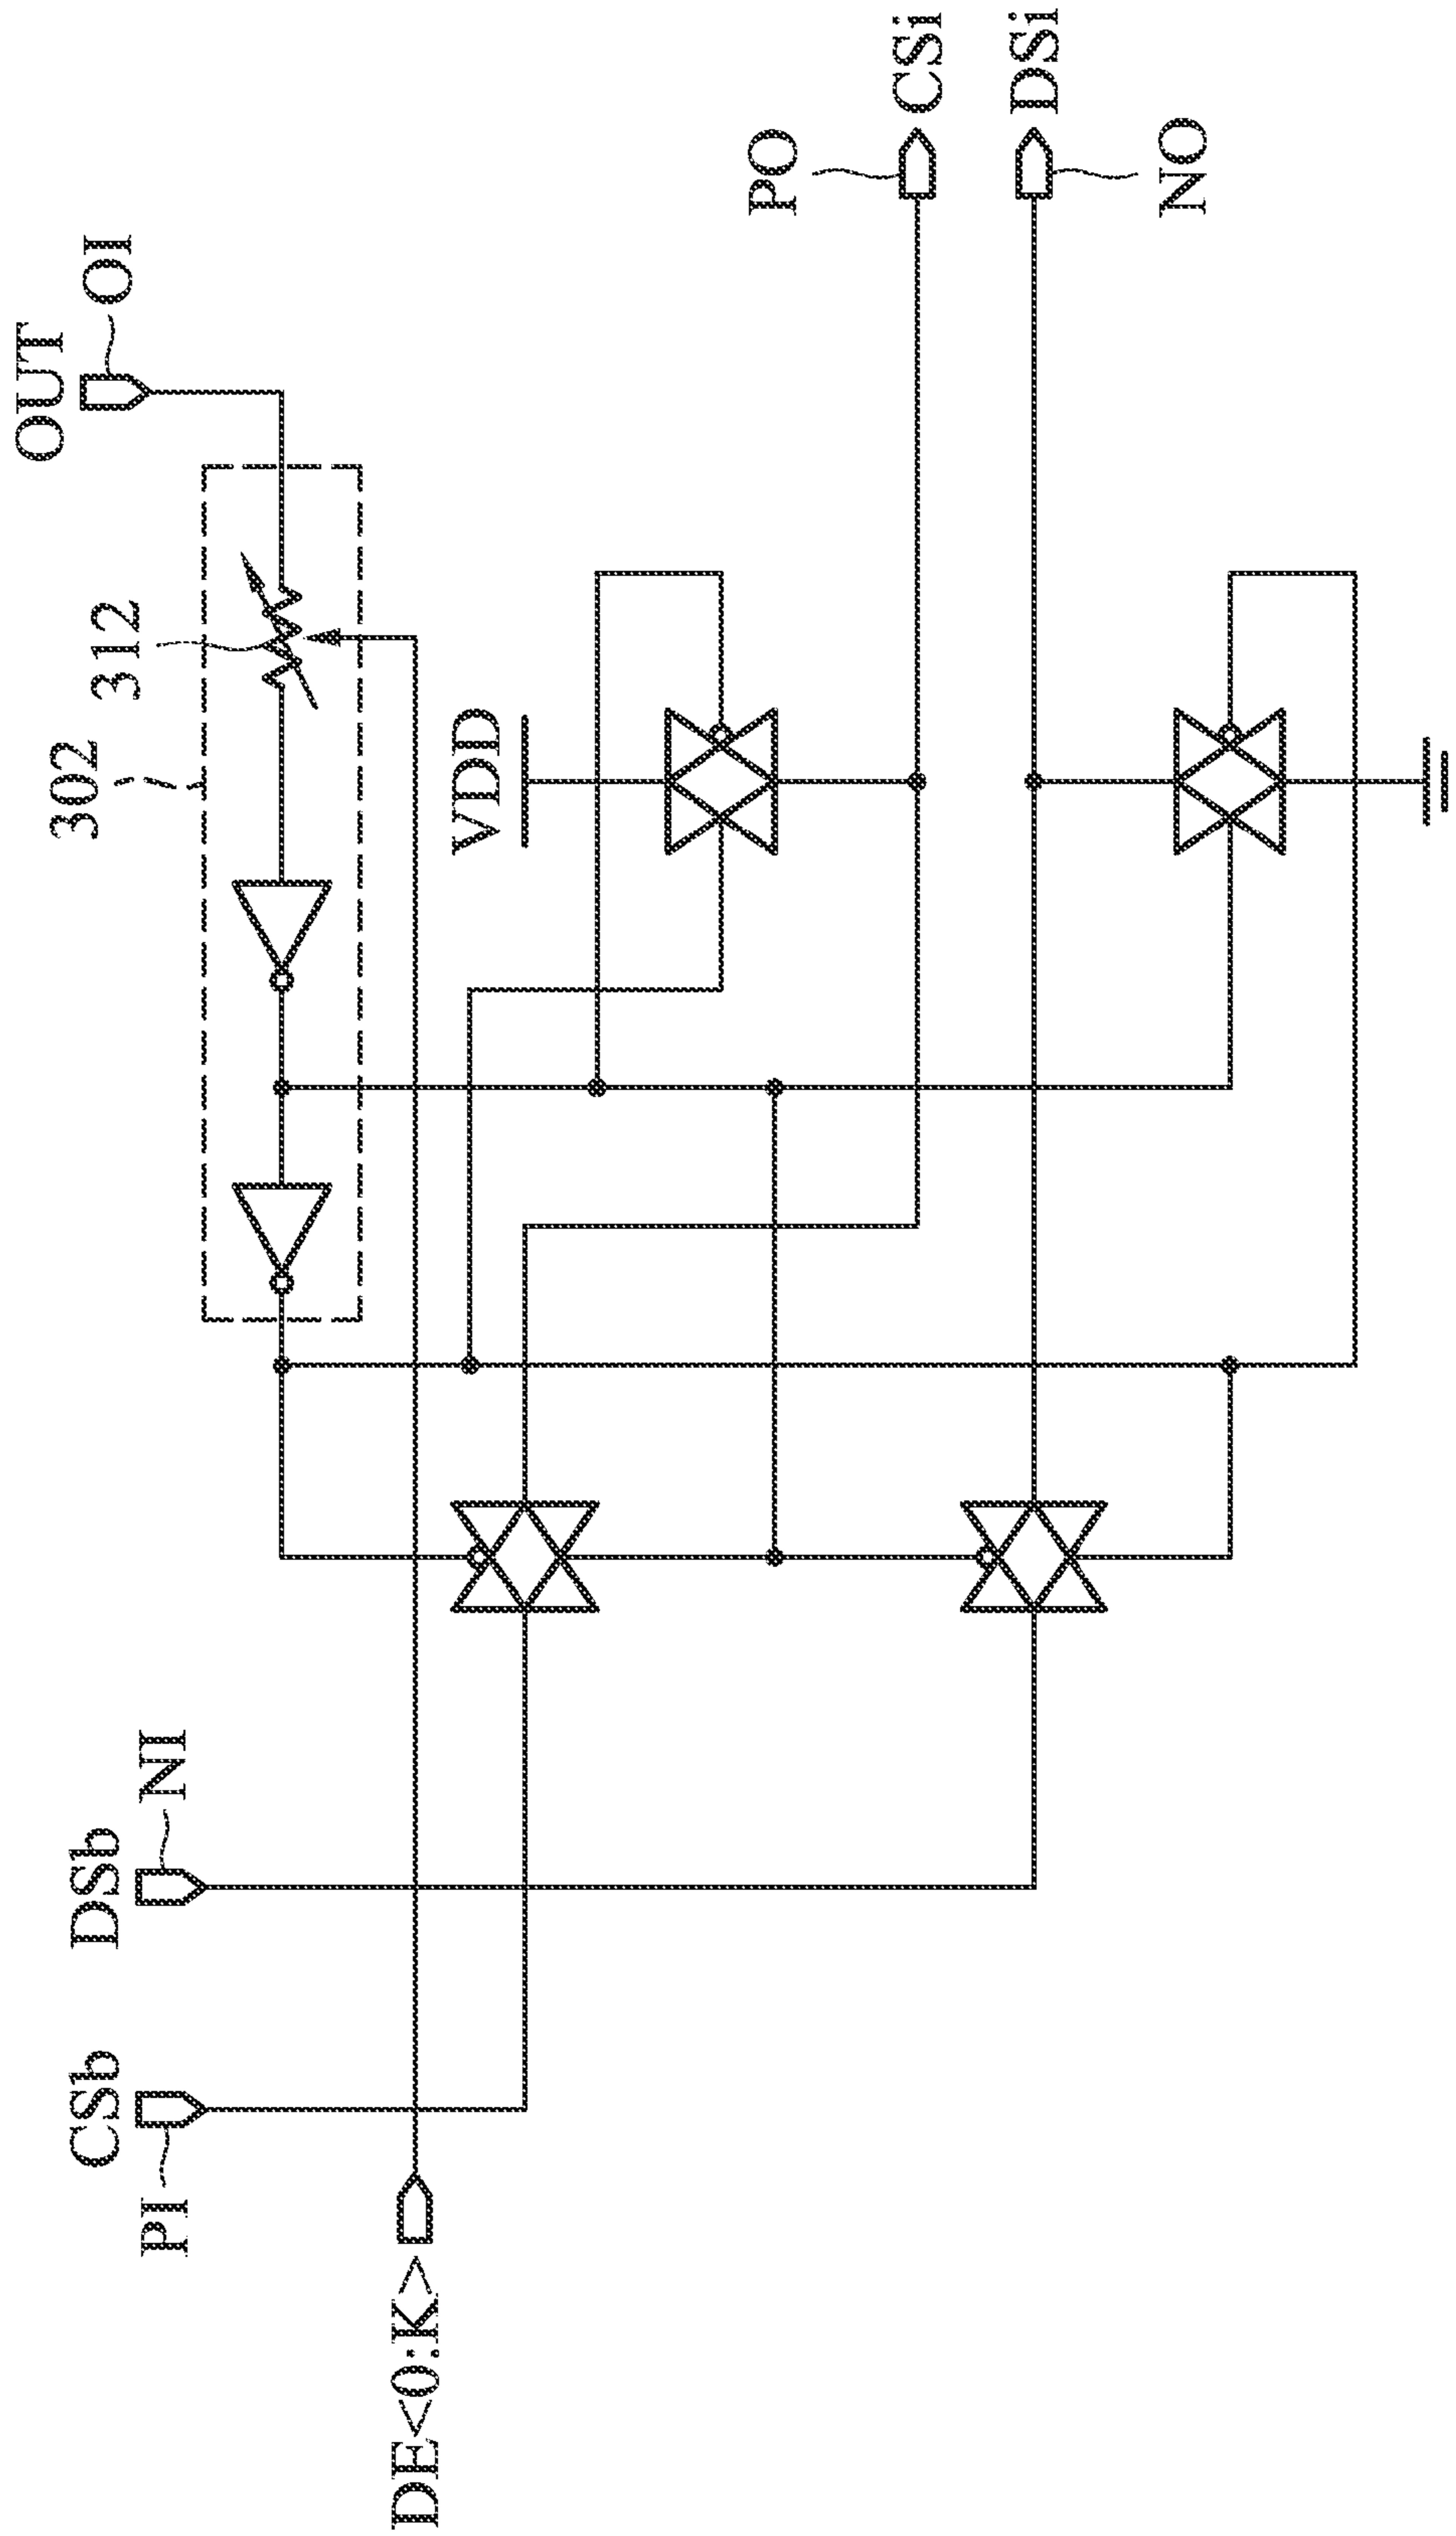 OUT
OI
302
312
VDD
PO
CSi
DSi
NO
DSb
NI
CSb
PI
DE<0:K>